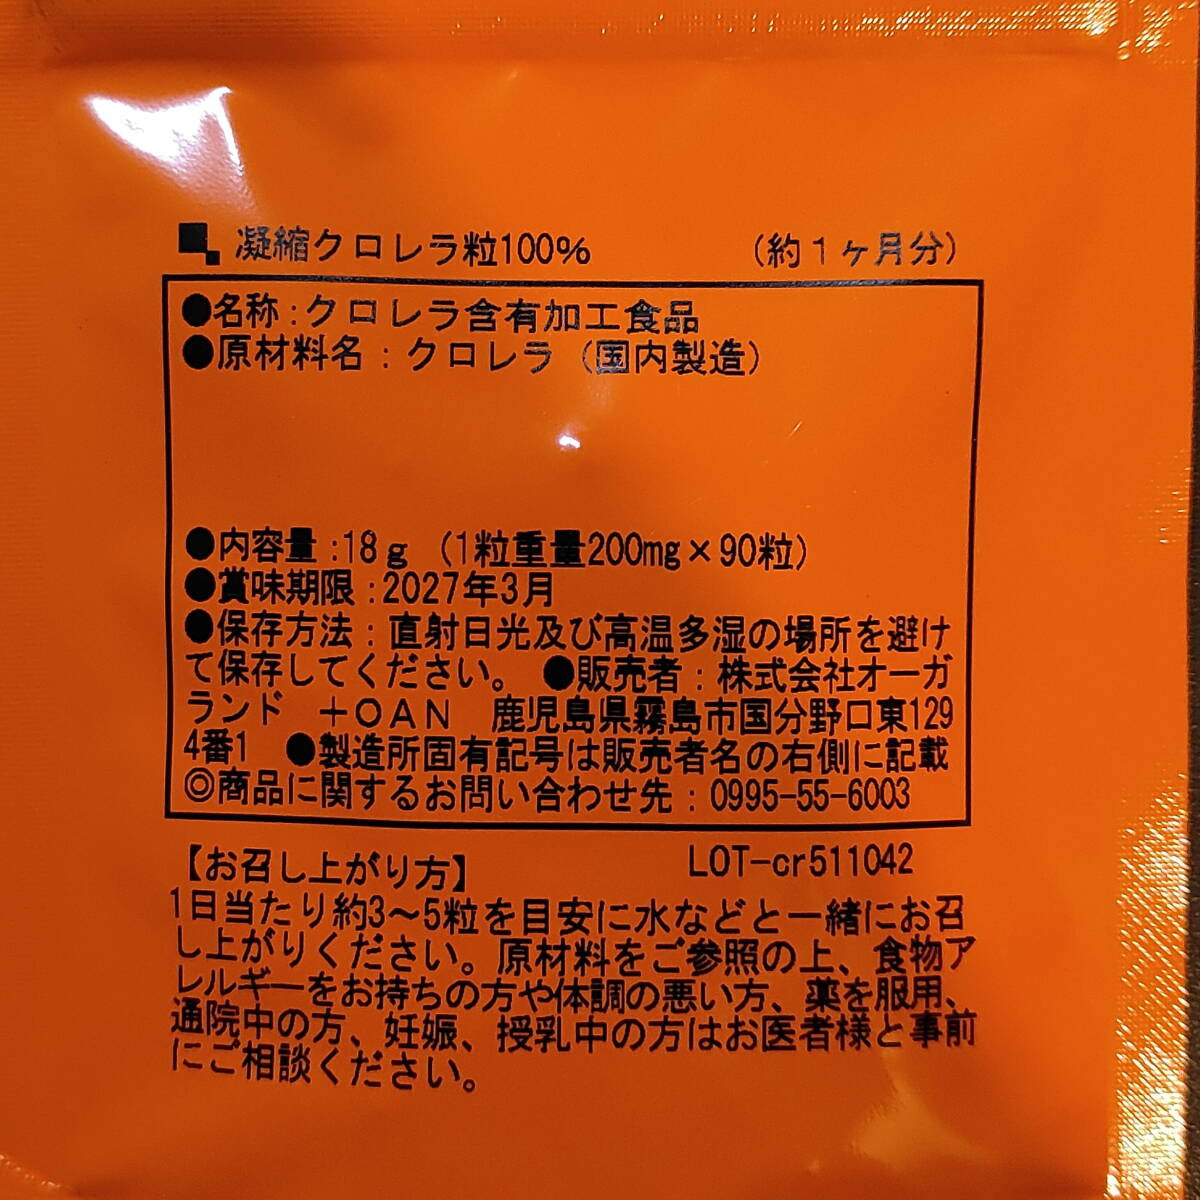 凝縮クロレラ粒100% (約1ヶ月分)
●名称:クロレラ含有加工食品
●原材料名:クロレラ(国内製造)
●内容量:18g (1粒重量200mg×90粒)
●賞味期限:2027年3月
●保存方法:直射日光及び高温多湿の場所を避け
て保存してください。 ●販売者:株式会社オーガ
ランド +OAN 鹿児島県霧島市国分野口東129
4番1 ●製造所固有記号は販売者名の右側に記載
◎商品に関するお問い合わせ先:0995-55-6003
【お召し上がり方】 LOT-cr511042
1日当たり約3～5粒を目安に水などと一緒にお召
し上がりください。原材料をご参照の上、食物ア
レルギーをお持ちの方や体調の悪い方、薬を服用、
通院中の方、妊娠、授乳中の方はお医者様と事前
にご相談ください。